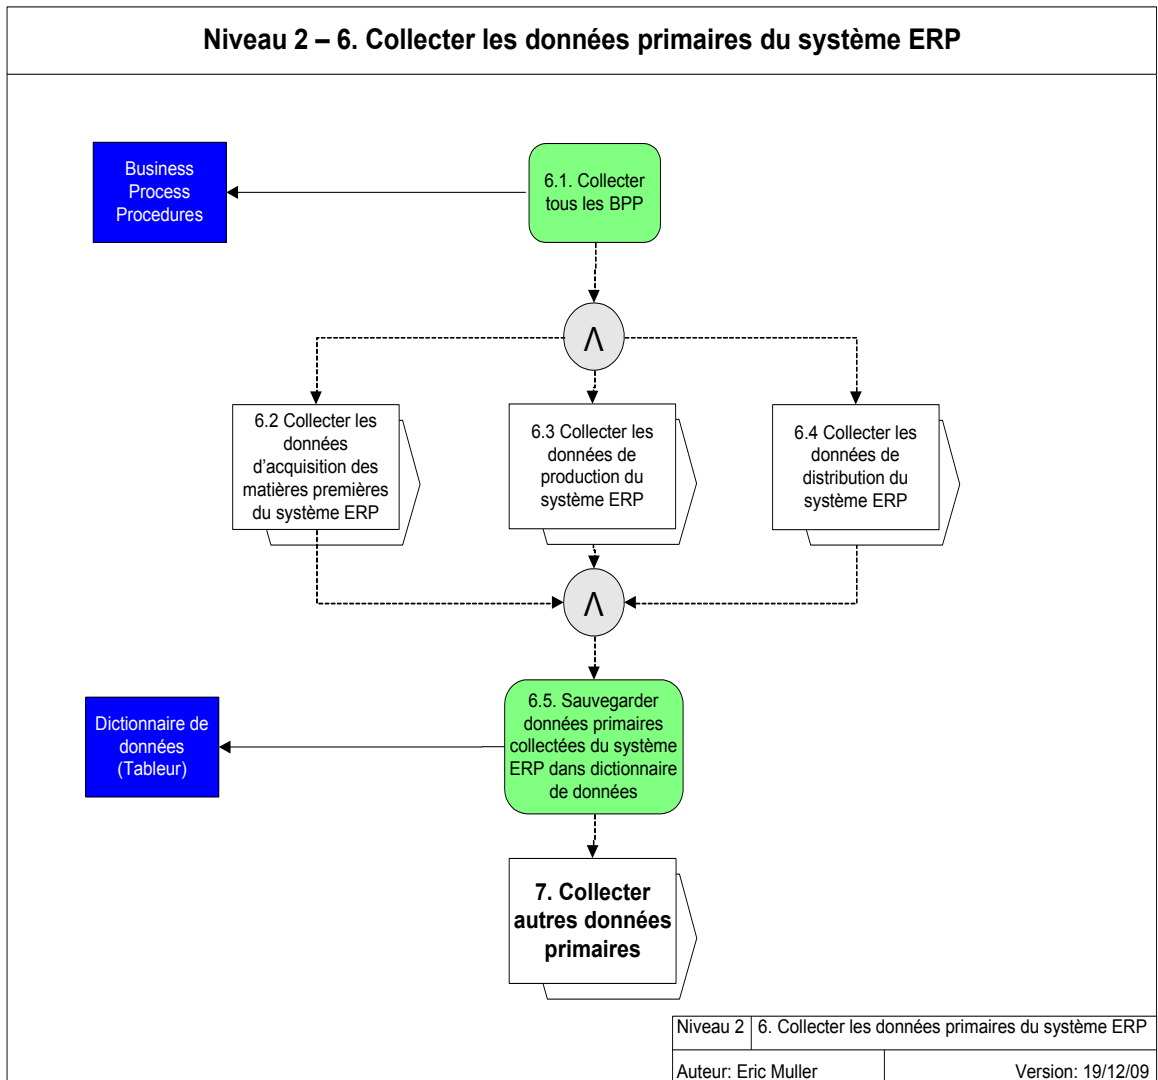 Niveau 2 – 6. Collecter les données primaires du système ERP
Business
Process
Procedures
6.1. Collecter
tous les BPP
Λ
6.2 Collecter les
données
d’acquisition des
matières premières
du système ERP
6.3 Collecter les
données de
production du
système ERP
6.4 Collecter les
données de
distribution du
système ERP
Λ
Dictionnaire de
données
(Tableur)
6.5. Sauvegarder
données primaires
collectées du système
ERP dans dictionnaire
de données
7. Collecter
autres données
primaires
Niveau 2 6. Collecter les données primaires du système ERP
Auteur: Eric Muller Version: 19/12/09